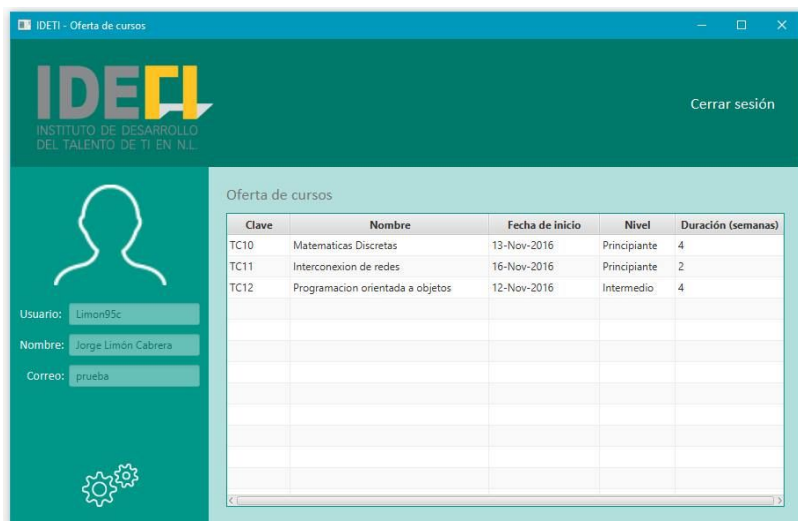 IDETI - Oferta de cursos
IDETI
INSTITUTO DE DESARROLLO
DEL TALENTO DE TI EN N.L.
Cerrar sesión
Usuario: Limon95c
Nombre: Jorge Limón Cabrera
Correo: prueba
Oferta de cursos
Clave Nombre Fecha de inicio Nivel Duración (semanas)
TC10 Matematicas Discretas 13-Nov-2016 Principiante 4
TC11 Interconexion de redes 16-Nov-2016 Principiante 2
TC12 Programacion orientada a objetos 12-Nov-2016 Intermedio 4